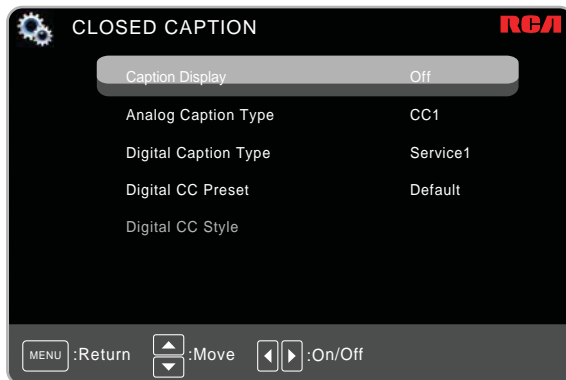 CLOSED CAPTION RCA
Caption Display Off
Analog Caption Type CC1
Digital Caption Type Service1
Digital CC Preset Default
Digital CC Style
MENU :Return :Move :On/Off